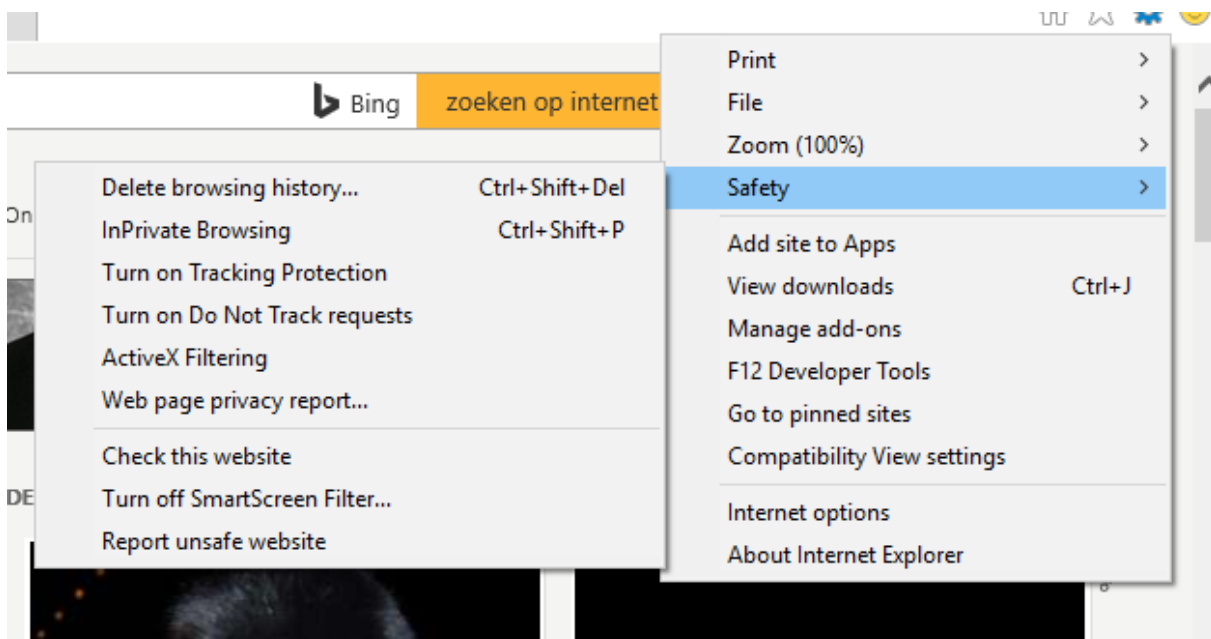 Bing
zoeken op internet
On
DE
Print
File
Zoom (100%)
Safety
Add site to Apps
View downloads Ctrl+J
Manage add-ons
F12 Developer Tools
Go to pinned sites
Compatibility View settings
Internet options
About Internet Explorer
Delete browsing history... Ctrl+Shift+Del
InPrivate Browsing Ctrl+Shift+P
Turn on Tracking Protection
Turn on Do Not Track requests
ActiveX Filtering
Web page privacy report...
Check this website
Turn off SmartScreen Filter...
Report unsafe website